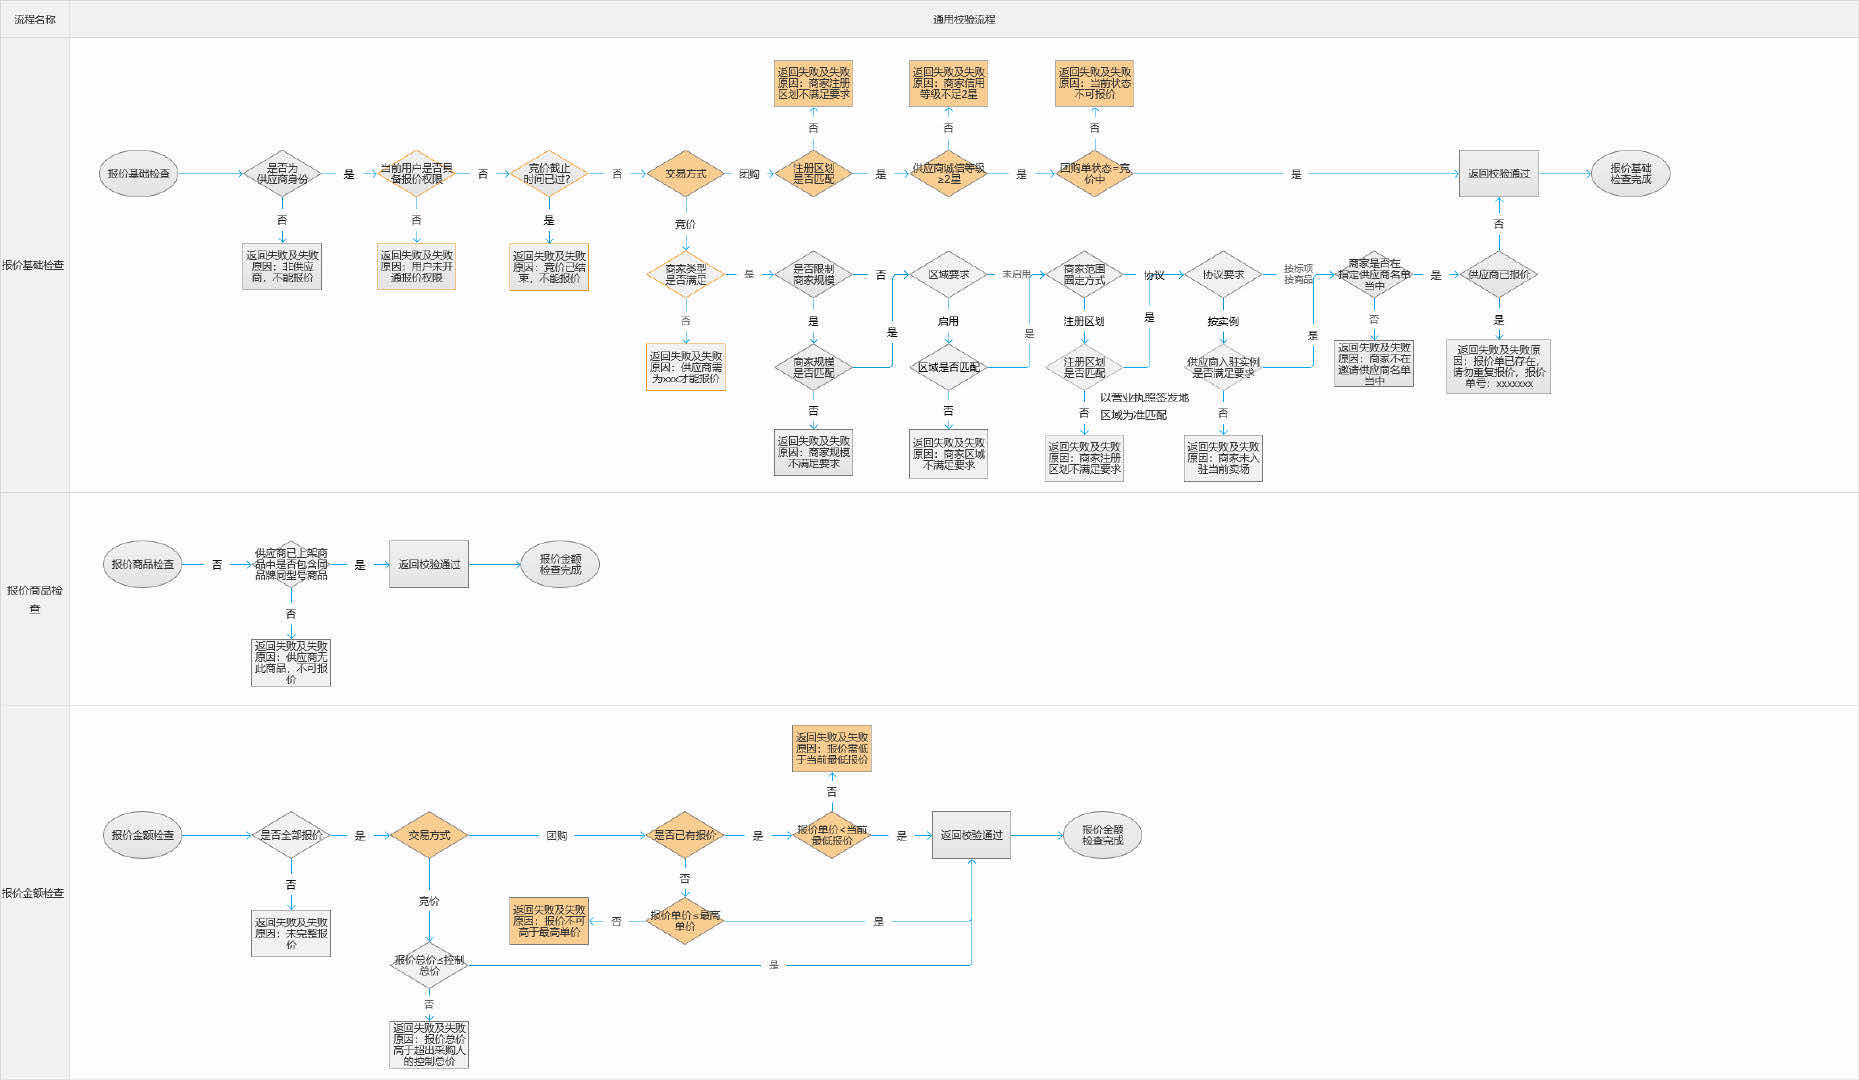 流程名称
通用校验流程
报价基础检查
返回失败及失败
原因：商家注册
区划不满足要求
返回失败及失败
原因：商家信用
等级不足2星
返回失败及失败
原因：当前状态
不可报价
否
否
否
报价基础检查
是否为
供应商身份
是
当前用户是否具
备报价权限
否
竞价截止
时间已过？
否
交易方式
团购
注册区划
是否匹配
是
供应商诚信等级
≥2星
是
团购单状态=竞
价中
是
返回校验通过
报价基础
检查完成
否
否
是
竞价
否
返回失败及失败
原因：非供应
商，不能报价
返回失败及失败
原因：用户未开
通报价权限
返回失败及失败
原因：竞价已结
束，不能报价
商家类型
是否满足
是
是否限制
商家规模
否
区域要求
未启用
商家范围
圈定方式
协议
协议要求
按标项
按商品
商家是否在
指定供应商名单
当中
是
供应商已报价
否
是
是
启用
是
注册区划
是
按实例
是
否
是
返回失败及失败
原因：供应商需
为xxx才能报价
商家规模
是否匹配
区域是否匹配
注册区划
是否匹配
供应商入驻实例
是否满足要求
返回失败及失败
原因：商家不在
邀请供应商名单
当中
返回失败及失败原
因：报价单已存在，
请勿重复报价，报价
单号：xxxxxxx
否
否
否
以营业执照签发地
区域为准匹配
否
返回失败及失败
原因：商家规模
不满足要求
返回失败及失败
原因：商家区域
不满足要求
返回失败及失败
原因：商家注册
区划不满足要求
返回失败及失败
原因：商家未入
驻当前卖场
报价商品检
查
报价商品检查
否
供应商已上架商
品中是否包含同
品牌同型号商品
是
返回校验通过
报价金额
检查完成
否
返回失败及失败
原因：供应商无
此商品，不可报
价
报价金额检查
返回失败及失败
原因：报价需低
于当前最低报价
否
报价金额检查
是否全部报价
是
交易方式
团购
是否已有报价
是
报价单价<当前
最低报价
是
返回校验通过
报价金额
检查完成
否
竞价
否
返回失败及失败
原因：未完整报
价
返回失败及失败
原因：报价不可
高于最高单价
否
报价单价≤最高
单价
是
报价总价≤控制
总价
是
否
返回失败及失败
原因：报价总价
高于超出采购人
的控制总价